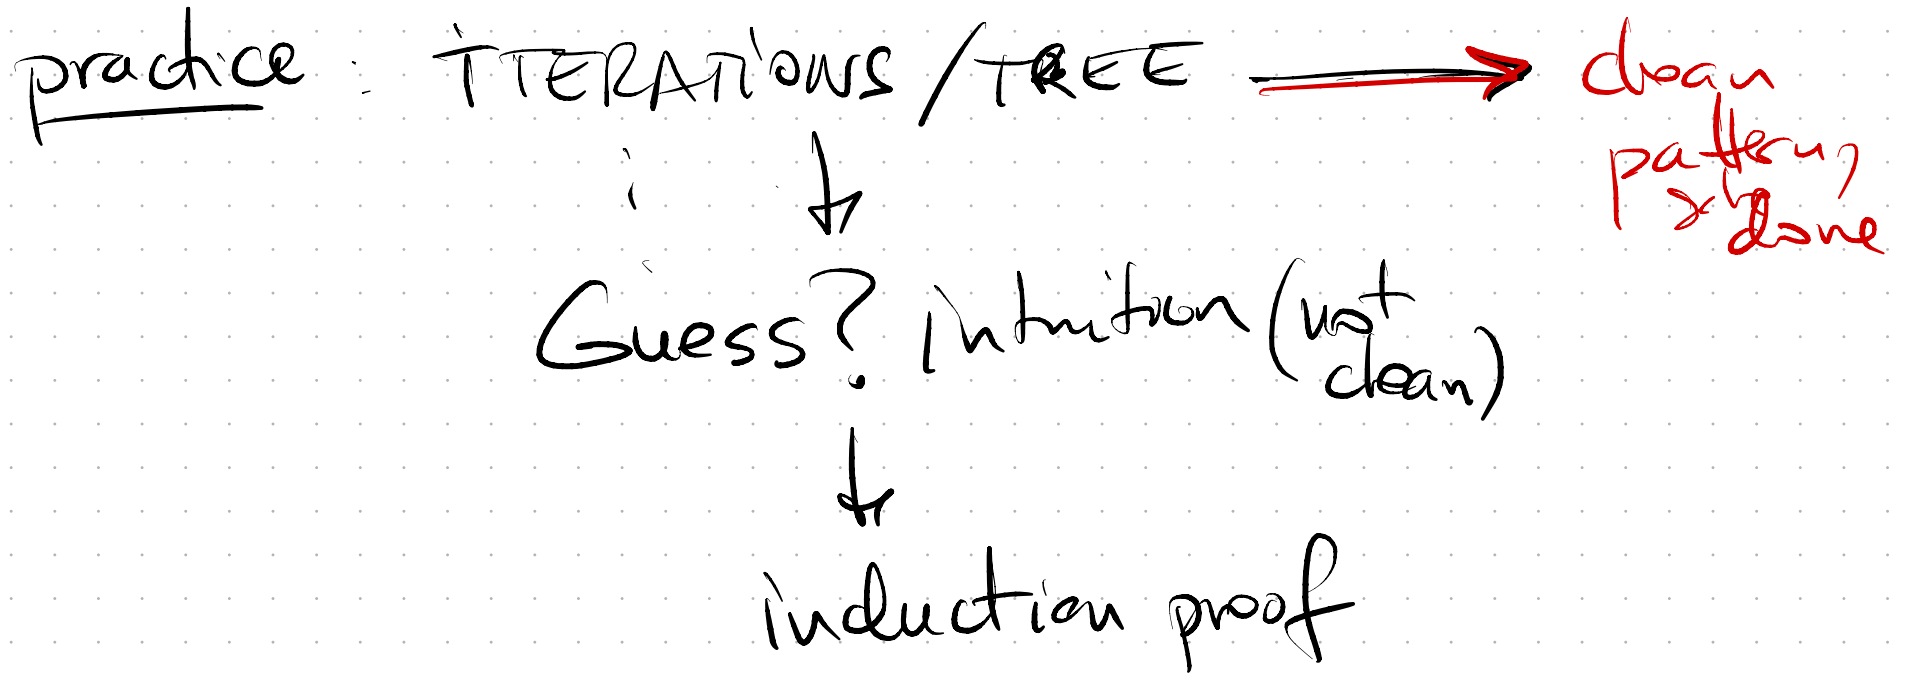 practice : ITERATIONS / TREE → clean
pattern,
done
Guess? intuition (not
clean)
induction proof